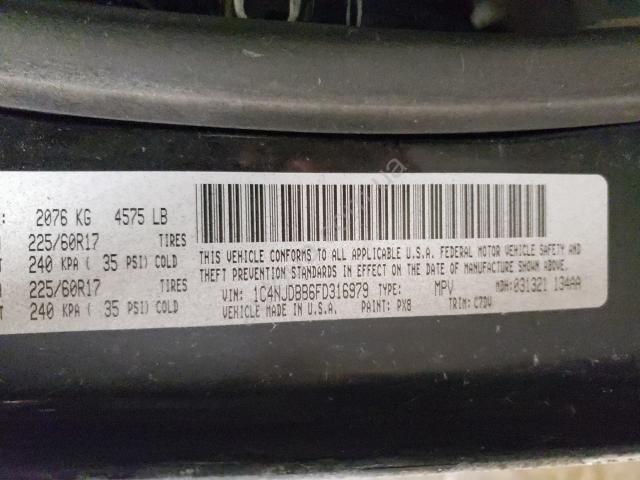 : 2076 KG 4575 LB
225/60R17 TIRES
T 240 KPA ( 35 PSI) COLD
225/60R17 TIRES
T 240 KPA ( 35 PSI) COLD
THIS VEHICLE CONFORMS TO ALL APPLICABLE U.S.A. FEDERAL MOTOR VEHICLE SAFETY AND
THEFT PREVENTION STANDARDS IN EFFECT ON THE DATE OF MANUFACTURE SHOWN ABOVE.
VIN: 1C4NJDBB6FD316979 TYPE: MPV MDH:031321 134AA
VEHICLE MADE IN U.S.A. PAINT: PX8 TRIM: C7DV